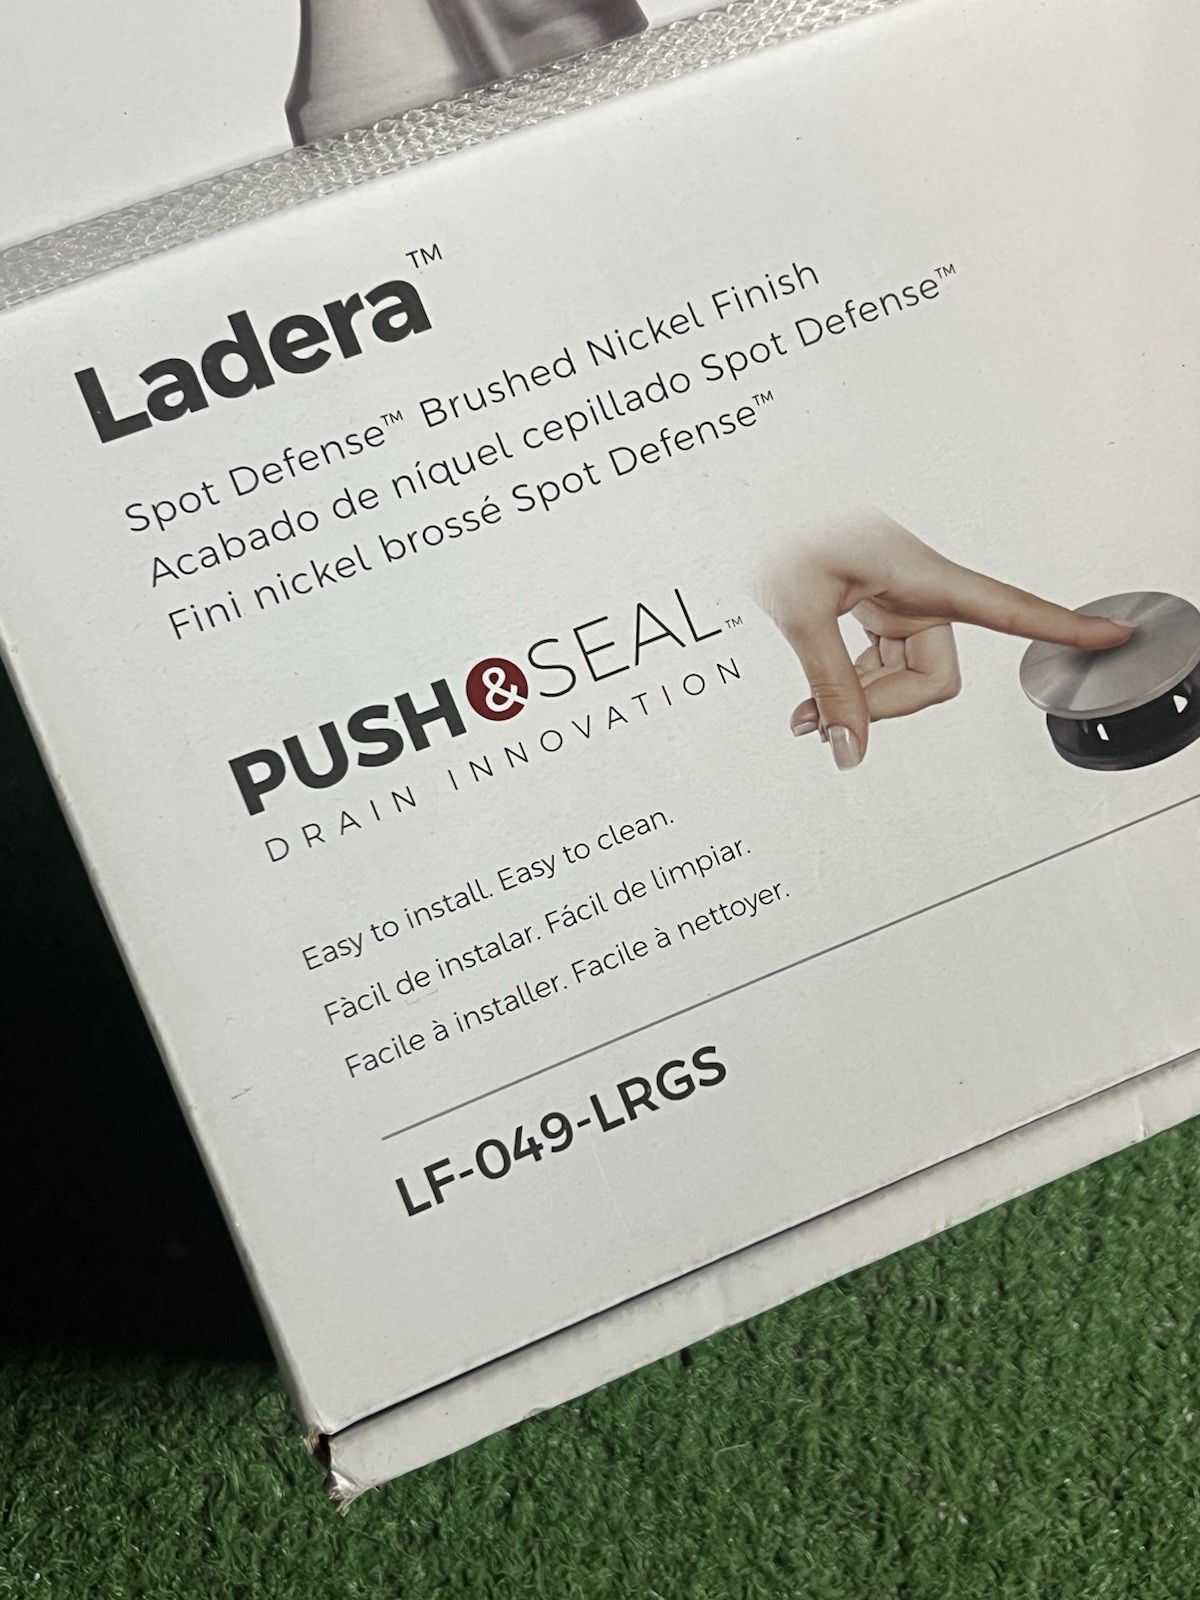 Ladera™
Spot Defense™ Brushed Nickel Finish
Acabado de níquel cepillado Spot Defense™
Fini nickel brossé Spot Defense™
PUSH&SEAL™
DRAIN INNOVATION
Easy to install. Easy to clean.
Fàcil de instalar. Fácil de limpiar.
Facile à installer. Facile à nettoyer.
LF-049-LRGS